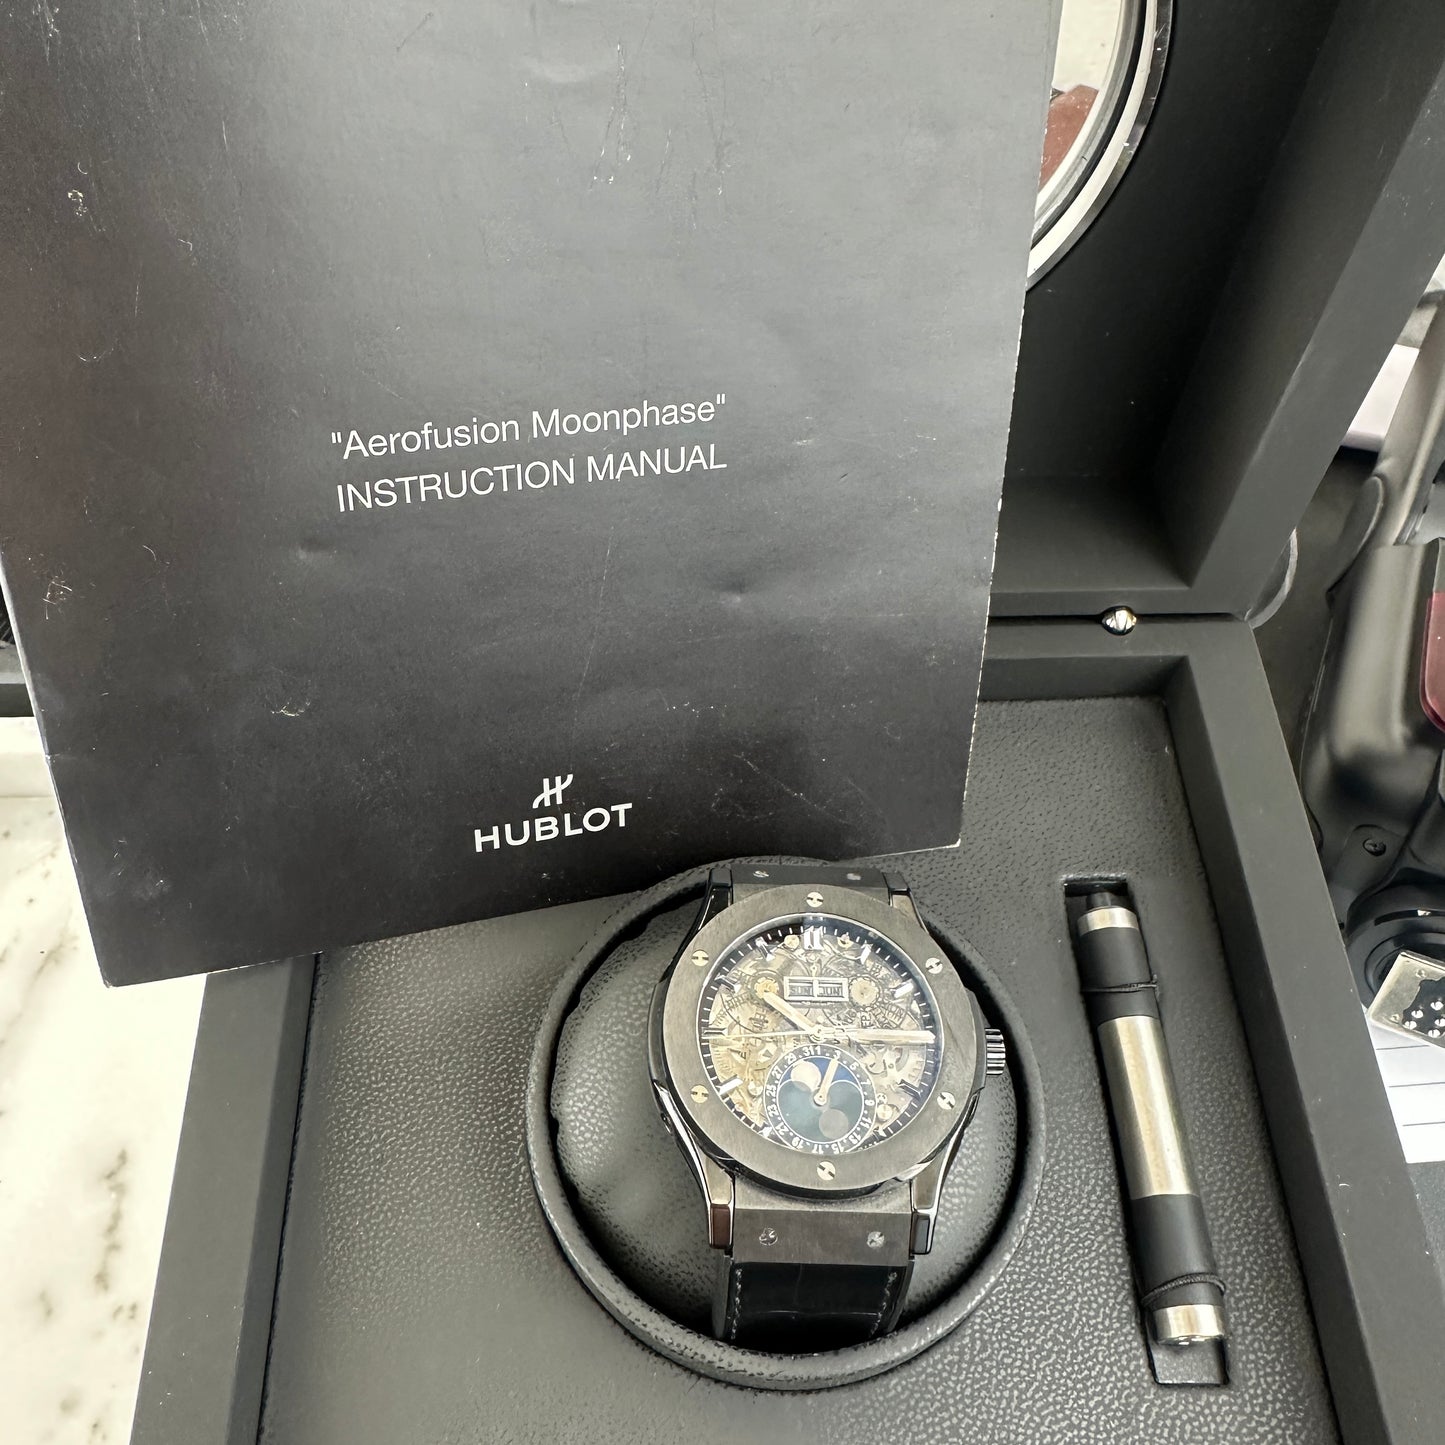 "Aerofusion Moonphase"
INSTRUCTION MANUAL
HUBLOT